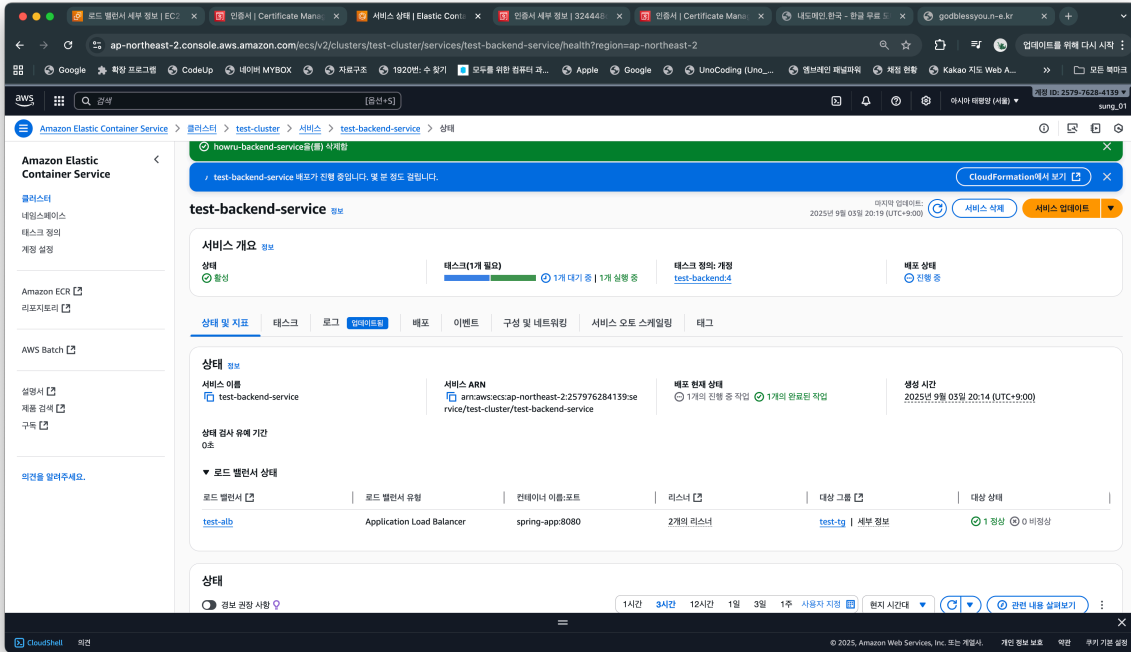 로드 밸런서 세부 정보 | EC2
인증서 | Certificate Mana
서비스 상태 | Elastic Conta
인증서 세부 정보 | 3244480
인증서 | Certificate Mana
내도메인.한국 - 한글 무료 도
godblessyou.n-e.kr
ap-northeast-2.console.aws.amazon.com/ecs/v2/clusters/test-cluster/services/test-backend-service/health?region=ap-northeast-2
업데이트를 위해 다시 시작
Google 확장 프로그램 CodeUp 네이버 MYBOX 자료구조 1920번: 수 찾기 모두를 위한 컴퓨터 과... Apple Google UnoCoding (Uno_... 엠브레인 패널파워 채점 현황 Kakao 지도 Web A... » 모든 북마크
aws 검색 [옵션+S] 아시아 태평양 (서울) ▼
계정 ID: 2579-7628-4139 ▼
sung_01
Amazon Elastic Container Service > 클러스터 > test-cluster > 서비스 > test-backend-service > 상태
Amazon Elastic
Container Service
클러스터
네임스페이스
태스크 정의
계정 설정
Amazon ECR
리포지토리
AWS Batch
설명서
제품 검색
구독
의견을 알려주세요.
howru-backend-service을(를) 삭제함
test-backend-service 배포가 진행 중입니다. 몇 분 정도 걸립니다.
CloudFormation에서 보기
test-backend-service 정보
마지막 업데이트:
2025년 9월 03일 20:19 (UTC+9:00)
서비스 삭제
서비스 업데이트
서비스 개요 정보
상태
활성
태스크(1개 필요)
1개 대기 중 | 1개 실행 중
태스크 정의: 개정
test-backend:4
배포 상태
진행 중
상태 및 지표 태스크 로그 업데이트됨 배포 이벤트 구성 및 네트워킹 서비스 오토 스케일링 태그
상태 정보
서비스 이름
test-backend-service
서비스 ARN
arn:aws:ecs:ap-northeast-2:257976284139:se
rvice/test-cluster/test-backend-service
배포 현재 상태
1개의 진행 중 작업 1개의 완료된 작업
생성 시간
2025년 9월 03일 20:14 (UTC+9:00)
상태 검사 유예 기간
0초
▼ 로드 밸런서 상태
로드 밸런서 로드 밸런서 유형 컨테이너 이름:포트 리스너 대상 그룹 대상 상태
test-alb Application Load Balancer spring-app:8080 2개의 리스너 test-tg | 세부 정보 1 정상 0 비정상
상태
경보 권장 사항
1시간 3시간 12시간 1일 3일 1주 사용자 지정 현지 시간대 ▼ 관련 내용 살펴보기
CloudShell 의견
© 2025, Amazon Web Services, Inc. 또는 계열사. 개인 정보 보호 약관 쿠키 기본 설정